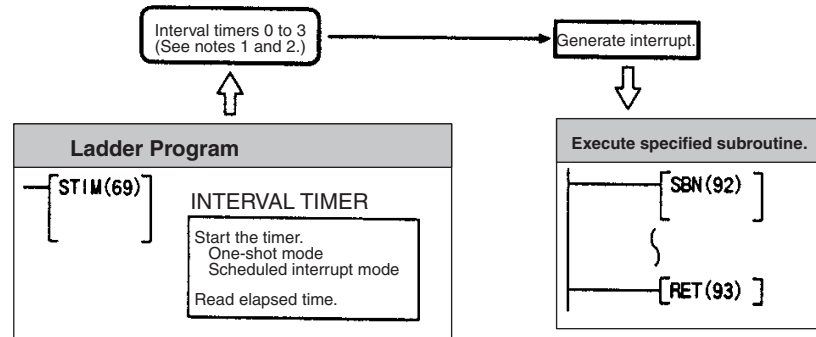 Interval timers 0 to 3
(See notes 1 and 2.)
Generate interrupt.
Ladder Program
STIM(69)
INTERVAL TIMER
Start the timer.
One-shot mode
Scheduled interrupt mode
Read elapsed time.
Execute specified subroutine.
SBN(92)
RET(93)